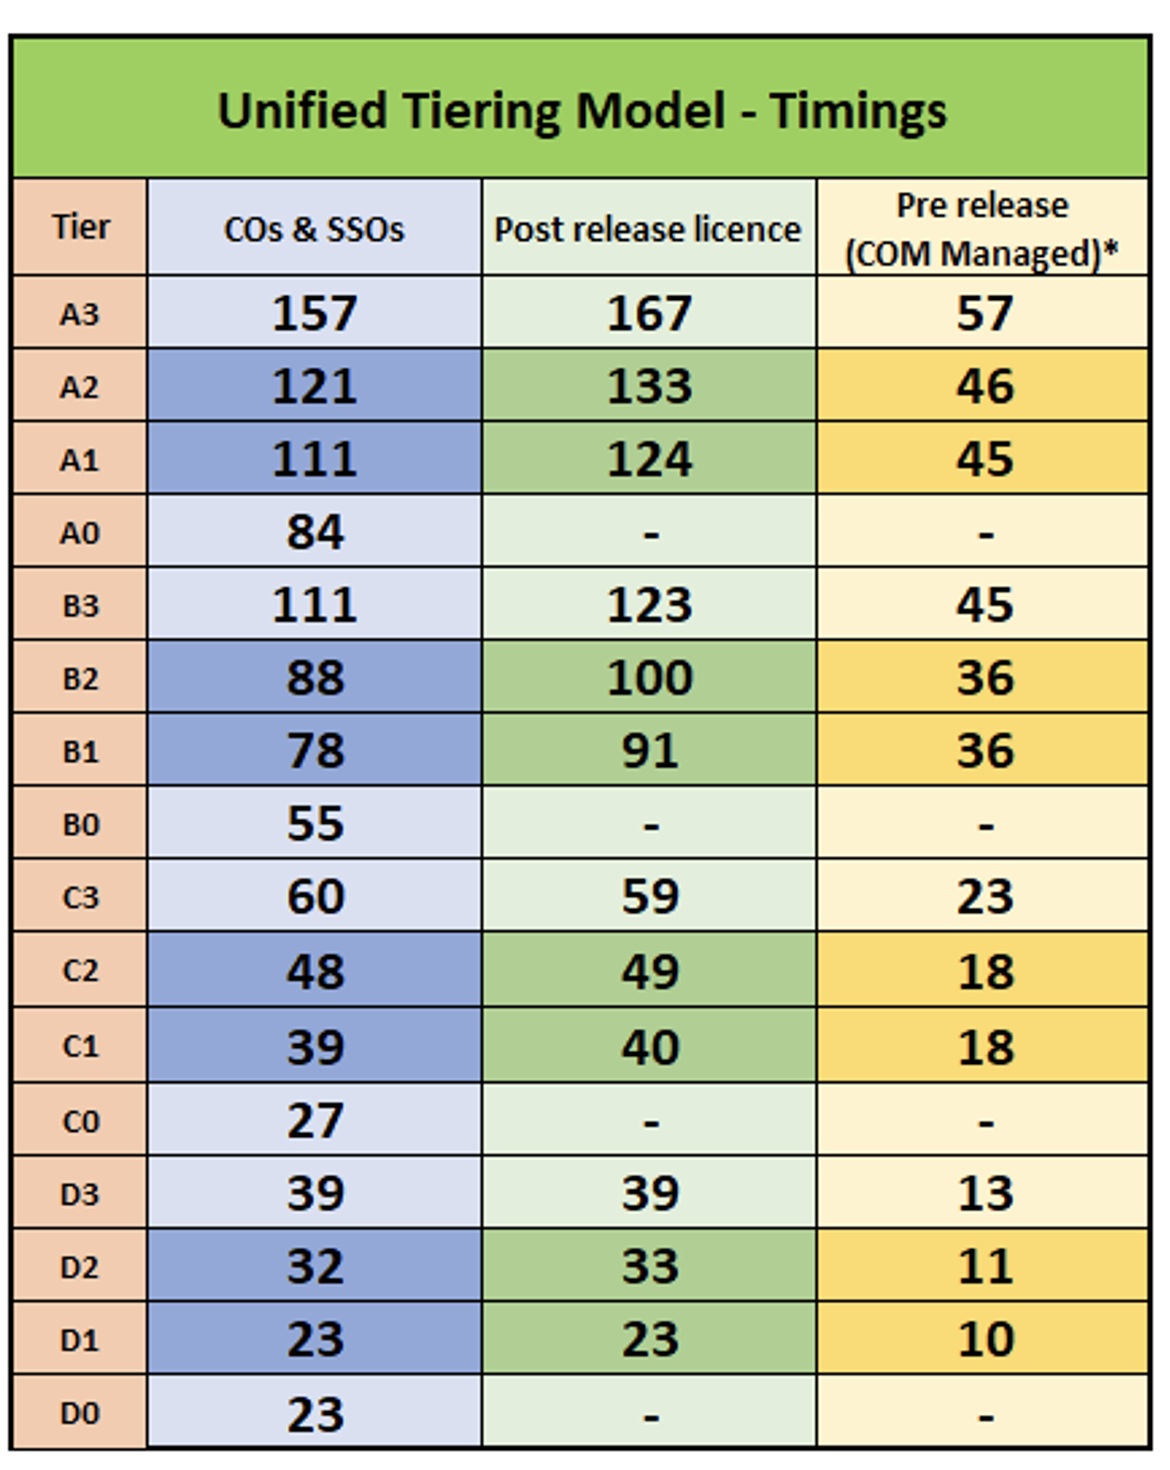 Unified Tiering Model - Timings
Tier COs & SSOs Post release licence Pre release
(COM Managed)*
A3 157 167 57
A2 121 133 46
A1 111 124 45
A0 84 - -
B3 111 123 45
B2 88 100 36
B1 78 91 36
B0 55 - -
C3 60 59 23
C2 48 49 18
C1 39 40 18
C0 27 - -
D3 39 39 13
D2 32 33 11
D1 23 23 10
D0 23 - -